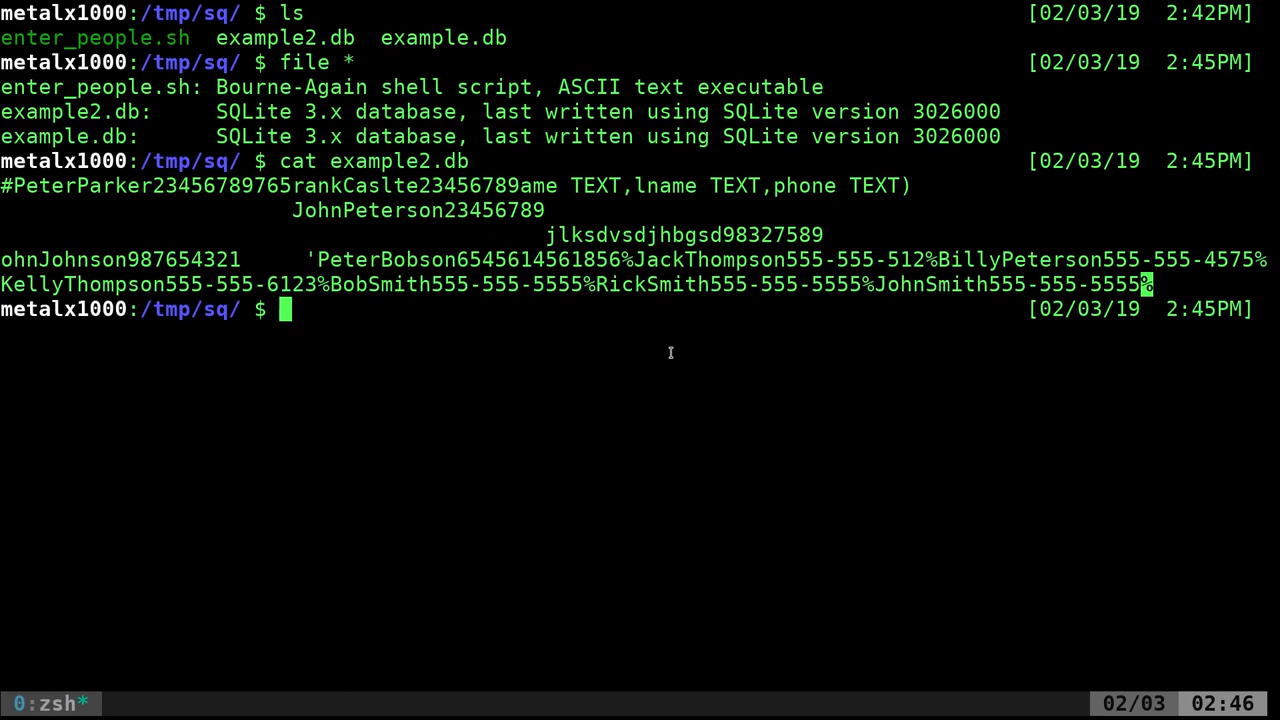 metalx1000:/tmp/sq/ $ ls [02/03/19  2:42PM]
enter_people.sh  example2.db  example.db
metalx1000:/tmp/sq/ $ file * [02/03/19  2:45PM]
enter_people.sh: Bourne-Again shell script, ASCII text executable
example2.db:     SQLite 3.x database, last written using SQLite version 3026000
example.db:      SQLite 3.x database, last written using SQLite version 3026000
metalx1000:/tmp/sq/ $ cat example2.db [02/03/19  2:45PM]
#PeterParker23456789765rankCaslte23456789ame TEXT,lname TEXT,phone TEXT)
JohnPeterson23456789
jlksdvsdjhbgsd98327589
ohnJohnson987654321     'PeterBobson6545614561856%JackThompson555-555-512%BillyPeterson555-555-4575%
KellyThompson555-555-6123%BobSmith555-555-5555%RickSmith555-555-5555%JohnSmith555-555-5555%
metalx1000:/tmp/sq/ $ [02/03/19  2:45PM]
0:zsh* 02/03 02:46